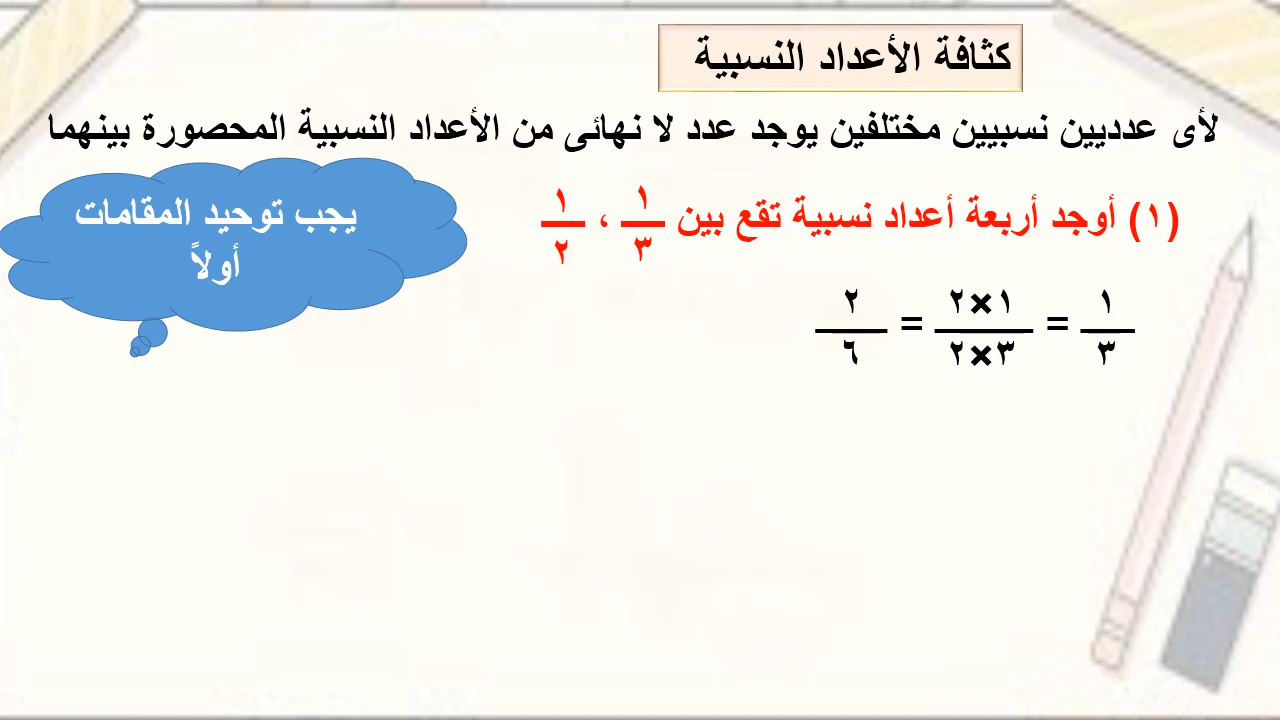 كثافة الأعداد النسبية
لأى عدديين نسبيين مختلفين يوجد عدد لا نهائى من الأعداد النسبية المحصورة بينهما
يجب توحيد المقامات
أولاً
(١) أوجد أربعة أعداد نسبية تقع بين ١/٣ ، ١/٢
١/٣ = ١×٢/٣×٢ = ٢/٦